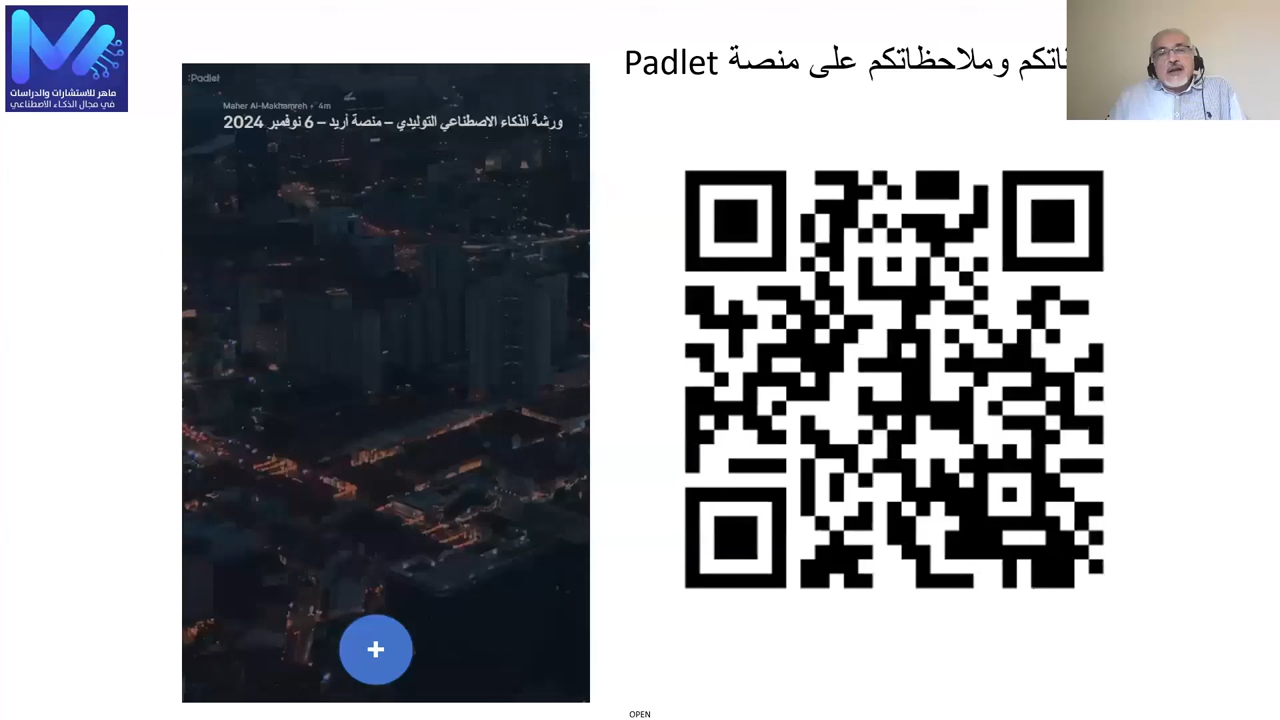 ماهر للاستشارات والدراسات
في مجال الذكاء الاصطناعي
وملاحظاتكم على منصة Padlet
:Padlet
Maher Al-Makhamreh + 4m
ورشة الذكاء الاصطناعي التوليدي – منصة أريد – 6 نوفمبر 2024
+
OPEN